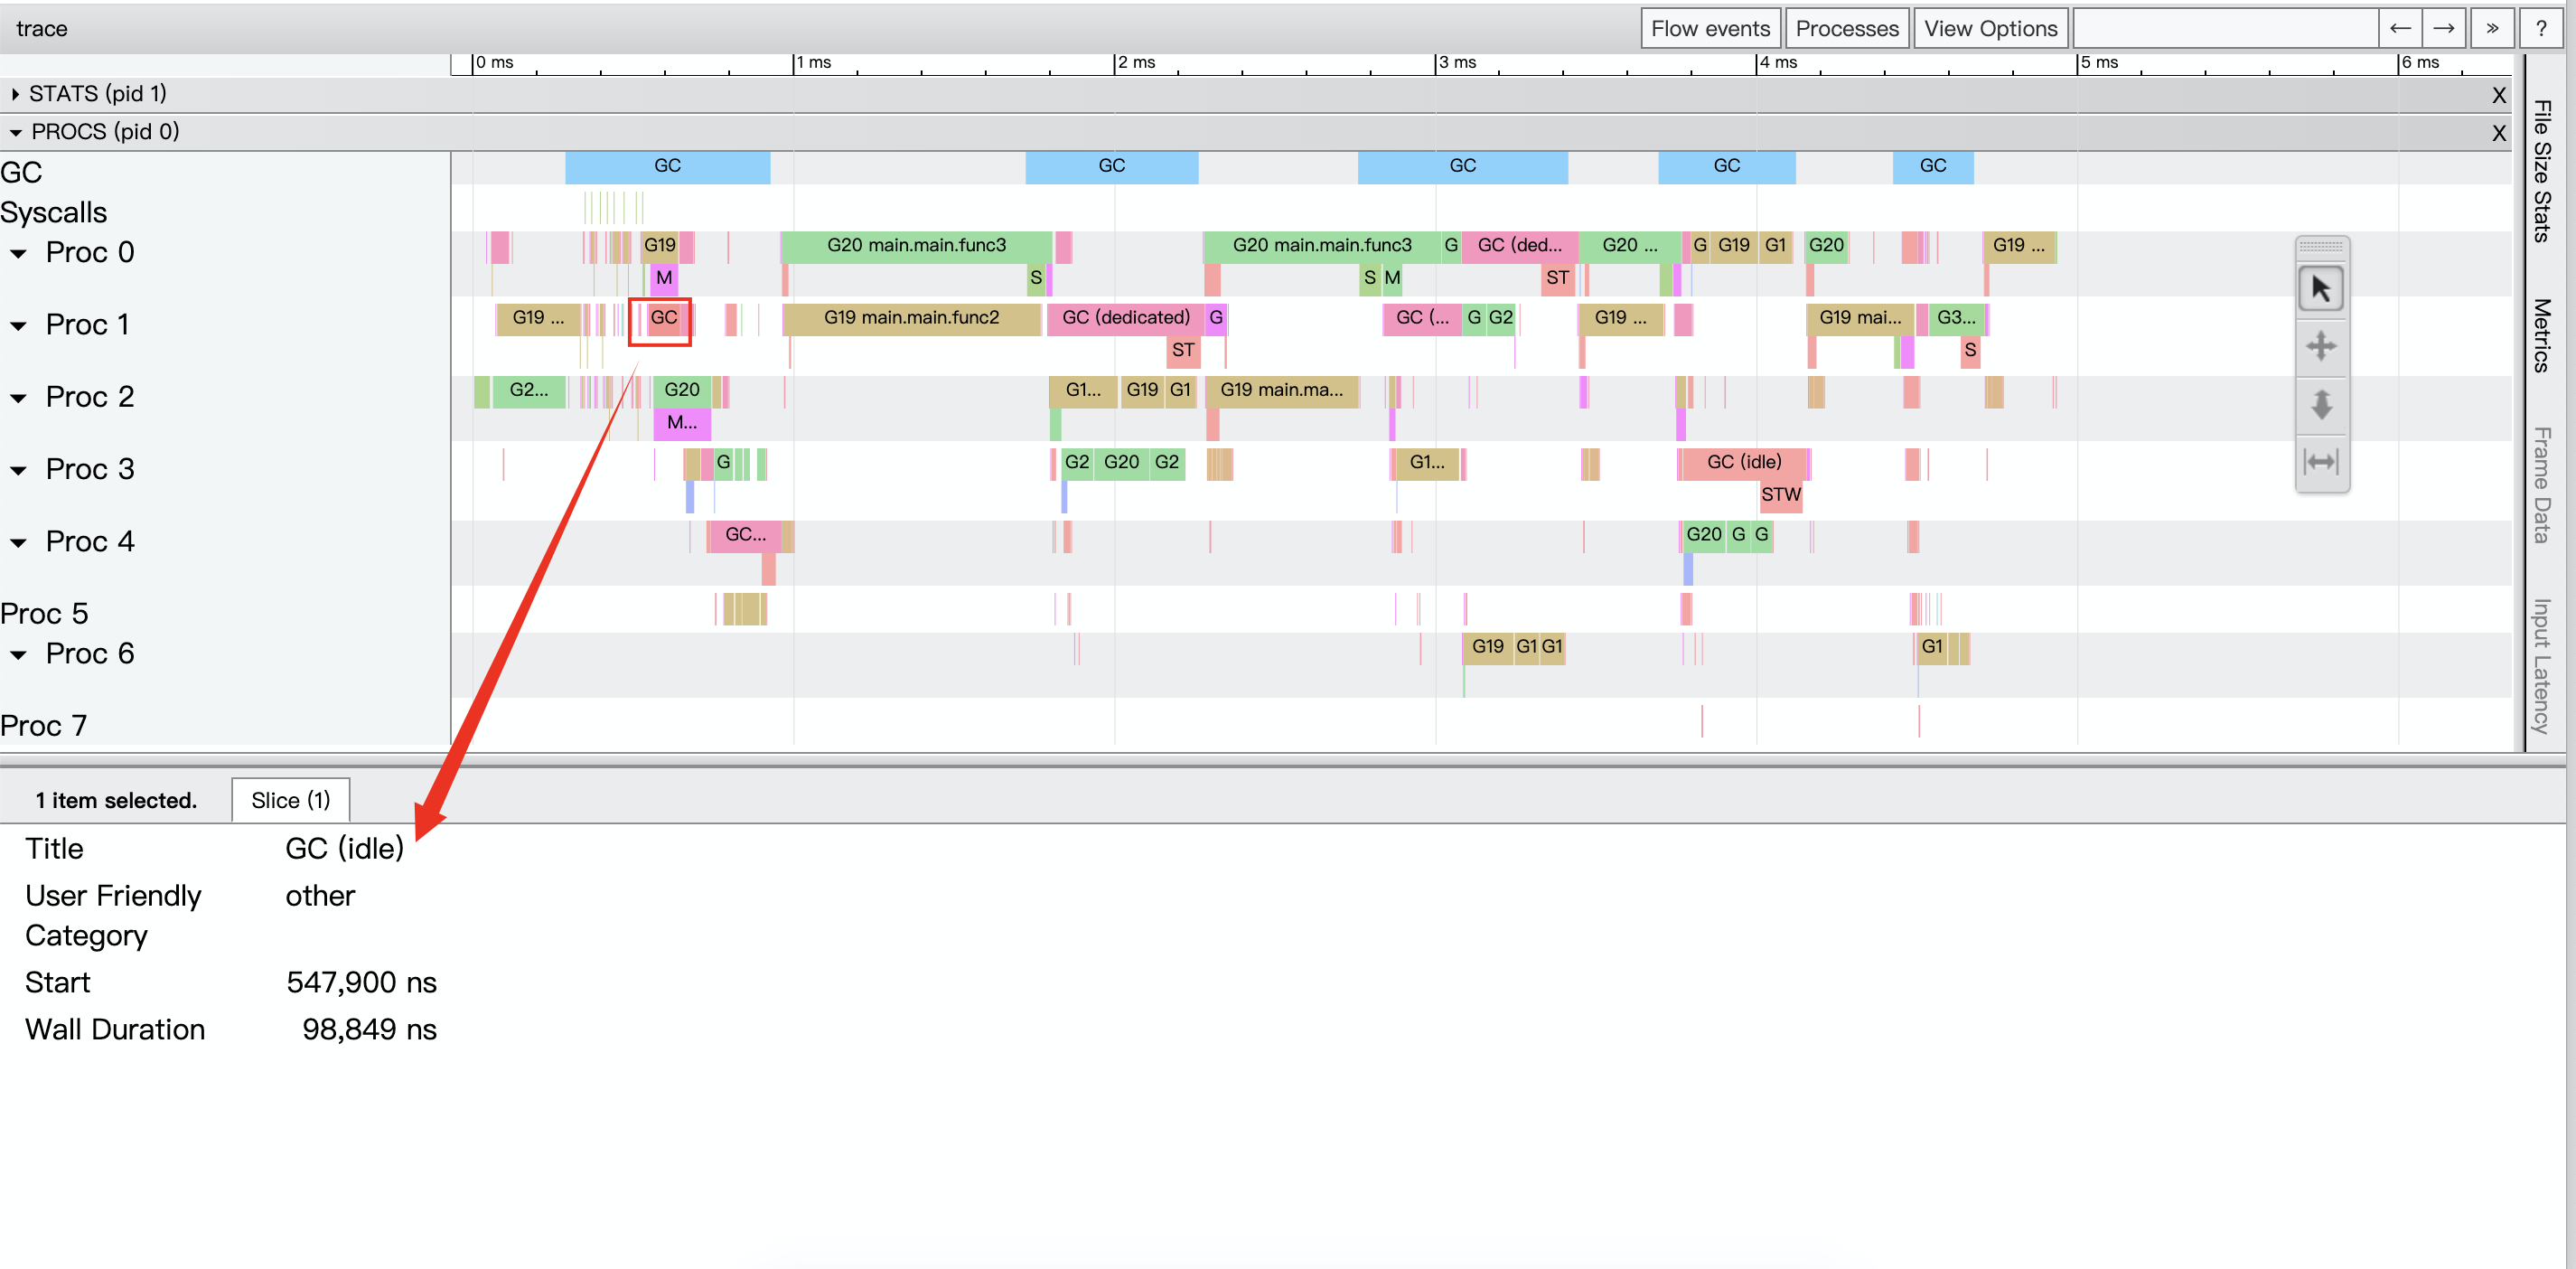 trace
Flow events Processes View Options ← → » ?
0 ms 1 ms 2 ms 3 ms 4 ms 5 ms 6 ms
STATS (pid 1) X
PROCS (pid 0) X
GC GC GC GC GC GC
Syscalls
Proc 0 G19 G20 main.main.func3 G20 main.main.func3 G GC (ded... G20 ... G G19 G1 G20 G19 ...
M S S M ST
Proc 1 G19 ... GC G19 main.main.func2 GC (dedicated) G GC (... G G2 G19 ... G19 mai... G3...
ST S
Proc 2 G2... G20 G1... G19 G1 G19 main.ma...
M...
Proc 3 G G2 G20 G2 G1... GC (idle)
STW
Proc 4 GC... G20 G G
Proc 5
Proc 6 G19 G1 G1 G1
Proc 7
File Size Stats
Metrics
Frame Data
Input Latency
1 item selected. Slice (1)
Title GC (idle)
User Friendly other
Category
Start 547,900 ns
Wall Duration 98,849 ns